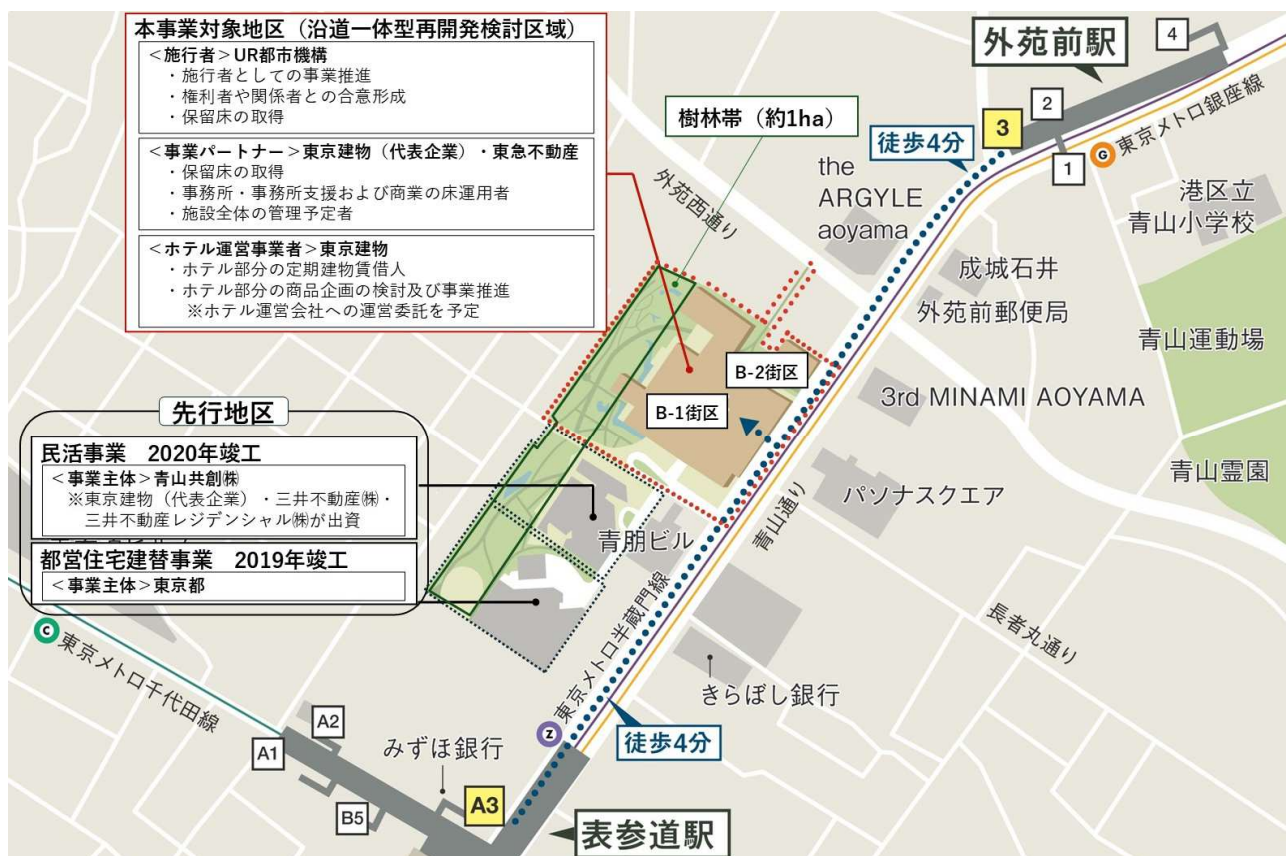 本事業対象地区（沿道一体型再開発検討区域）
＜施行者＞UR都市機構
・施行者としての事業推進
・権利者や関係者との合意形成
・保留床の取得
＜事業パートナー＞東京建物（代表企業）・東急不動産
・保留床の取得
・事務所・事務所支援および商業の床運用者
・施設全体の管理予定者
＜ホテル運営事業者＞東京建物
・ホテル部分の定期建物賃借人
・ホテル部分の商品企画の検討及び事業推進
※ホテル運営会社への運営委託を予定
外苑前駅
4
2
3
1
G
東京メトロ銀座線
樹林帯（約1ha）
徒歩4分
外苑西通り
the
ARGYLE
aoyama
港区立
青山小学校
成城石井
外苑前郵便局
青山運動場
B-2街区
B-1街区
3rd MINAMI AOYAMA
青山霊園
先行地区
民活事業　2020年竣工
＜事業主体＞青山共創㈱
※東京建物（代表企業）・三井不動産㈱・
三井不動産レジデンシャル㈱が出資
都営住宅建替事業　2019年竣工
＜事業主体＞東京都
青朋ビル
青山通り
パソナスクエア
長者丸通り
C
東京メトロ千代田線
Z
東京メトロ半蔵門線
きらぼし銀行
徒歩4分
A2
A1
みずほ銀行
B5
A3
表参道駅